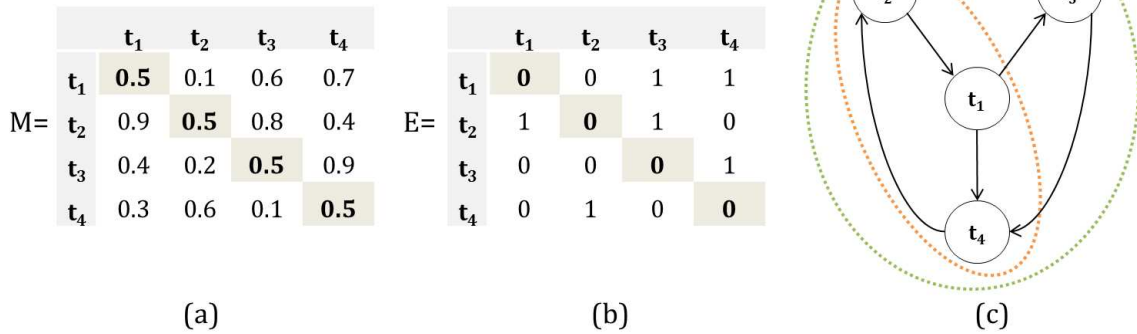 t1 t2 t3 t4
t1 0.5 0.1 0.6 0.7
M= t2 0.9 0.5 0.8 0.4
t3 0.4 0.2 0.5 0.9
t4 0.3 0.6 0.1 0.5
(a)
t1 t2 t3 t4
t1 0 0 1 1
E= t2 1 0 1 0
t3 0 0 0 1
t4 0 1 0 0
(b)
2 3
t1
t4
(c)